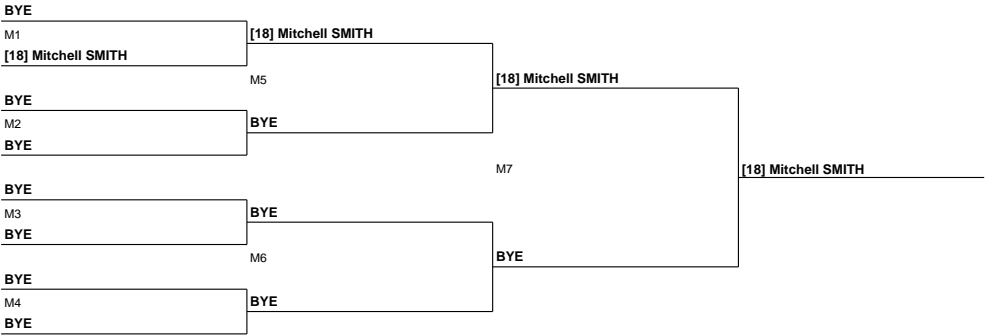 BYE
M1
[18] Mitchell SMITH
[18] Mitchell SMITH
M5
[18] Mitchell SMITH
BYE
M2
BYE
BYE
M7
[18] Mitchell SMITH
BYE
M3
BYE
BYE
M6
BYE
BYE
M4
BYE
BYE